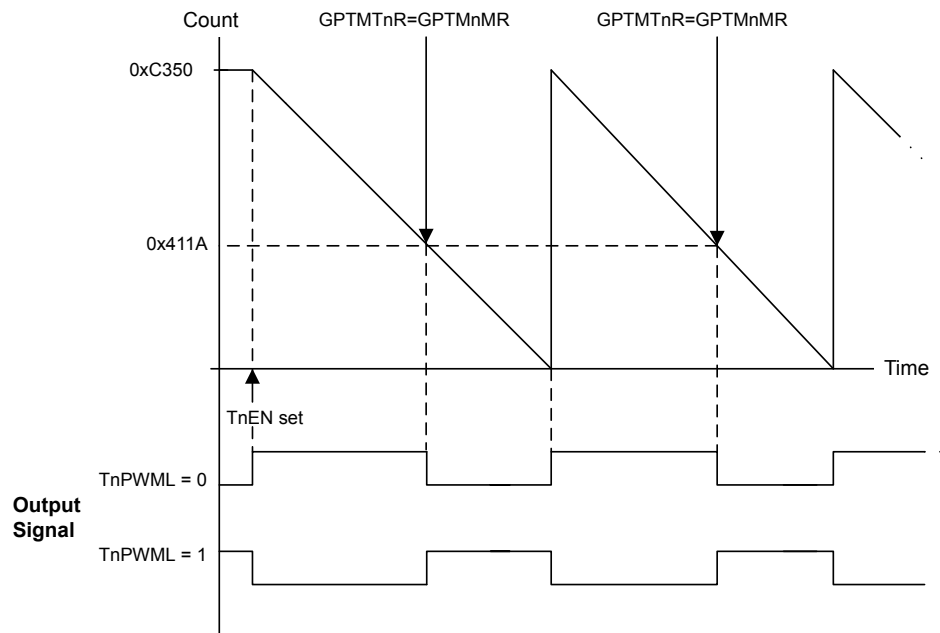 Count
GPTMTnR=GPTMnMR
GPTMTnR=GPTMnMR
0xC350
0x411A
Time
TnEN set
TnPWML = 0
Output
Signal
TnPWML = 1